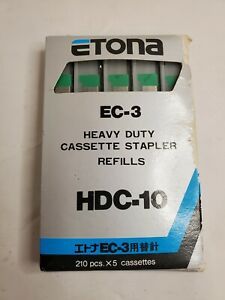 ETONA
EC-3
HEAVY DUTY
CASSETTE STAPLER
REFILLS
HDC-10
エトナEC-3用替針
210 pcs.×5 cassettes